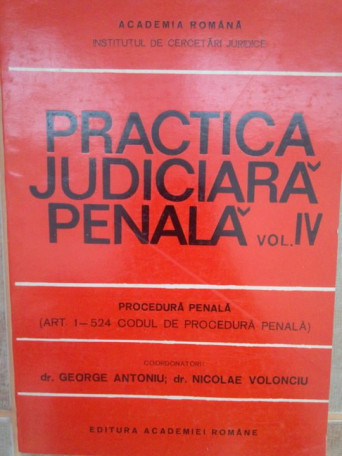 ACADEMIA ROMÂNĂ
INSTITUTUL DE CERCETĂRI JURIDICE
PRACTICA
JUDICIARĂ
PENALĂ VOL. IV
PROCEDURĂ PENALĂ
(ART. 1—524 CODUL DE PROCEDURĂ PENALĂ)
COORDONATORI:
dr. GEORGE ANTONIU; dr. NICOLAE VOLONCIU
EDITURA ACADEMIEI ROMÂNE